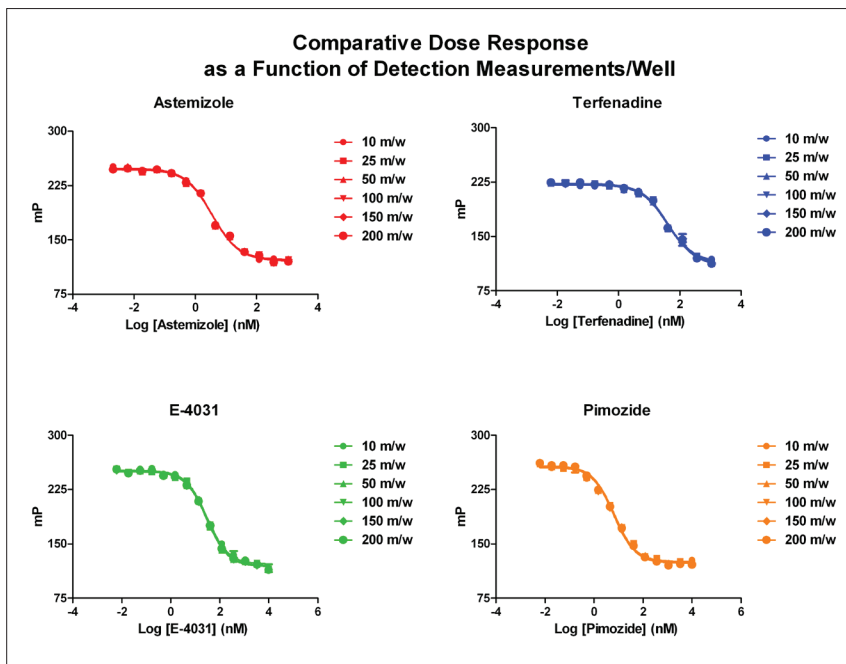 Comparative Dose Response
as a Function of Detection Measurements/Well
Astemizole
300
225
150
75
mP
-4
-2
0
2
4
Log [Astemizole] (nM)
10 m/w
25 m/w
50 m/w
100 m/w
150 m/w
200 m/w
Terfenadine
300
225
150
75
mP
-4
-2
0
2
4
Log [Terfenadine] (nM)
10 m/w
25 m/w
50 m/w
100 m/w
150 m/w
200 m/w
E-4031
300
225
150
75
mP
-4
-2
0
2
4
6
Log [E-4031] (nM)
10 m/w
25 m/w
50 m/w
100 m/w
150 m/w
200 m/w
Pimozide
300
225
150
75
mP
-4
-2
0
2
4
6
Log [Pimozide] (nM)
10 m/w
25 m/w
50 m/w
100 m/w
150 m/w
200 m/w